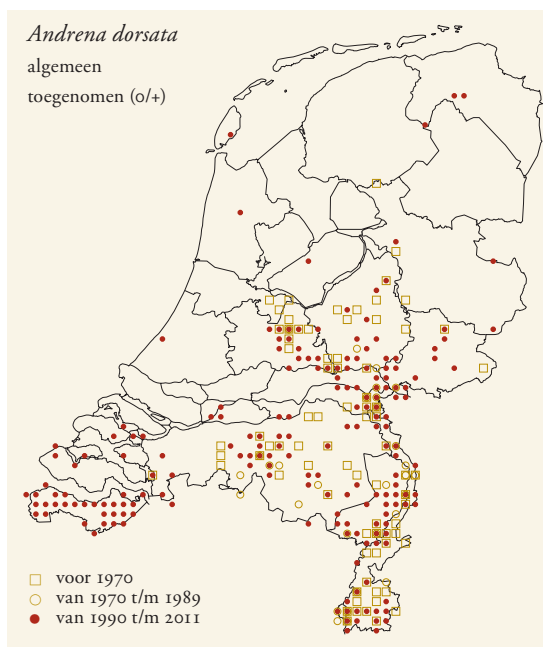 Andrena dorsata
algemeen
toegenomen (0/+)
voor 1970
van 1970 t/m 1989
van 1990 t/m 2011